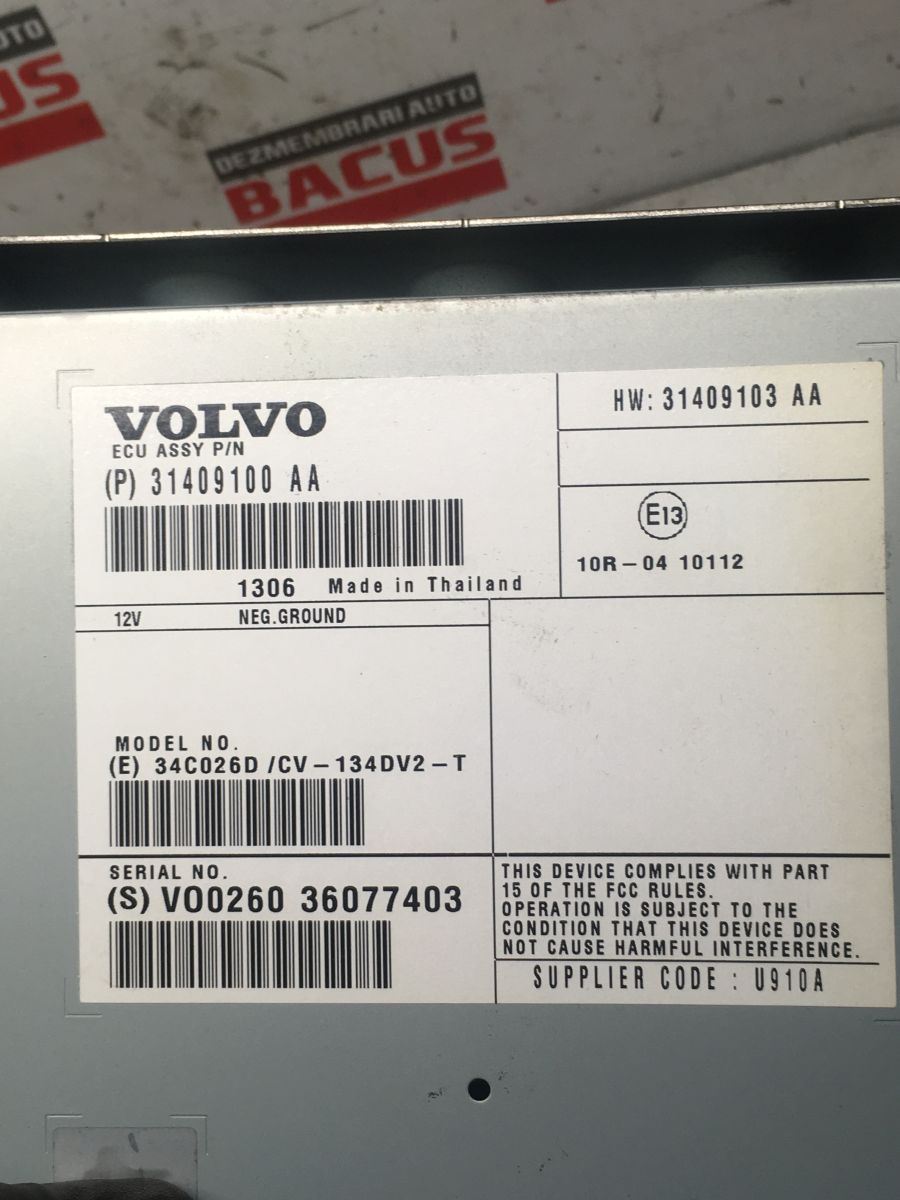 UTO
US
DEZMEMBRARI AUTO
BACUS
VOLVO
ECU ASSY P/N
(P) 31409100 AA
1306 Made in Thailand
HW: 31409103 AA
E13
10R-04 10112
12V NEG.GROUND
MODEL NO.
(E) 34C026D /CV-134DV2-T
SERIAL NO.
(S) VO0260 36077403
THIS DEVICE COMPLIES WITH PART
15 OF THE FCC RULES.
OPERATION IS SUBJECT TO THE
CONDITION THAT THIS DEVICE DOES
NOT CAUSE HARMFUL INTERFERENCE.
SUPPLIER CODE : U910A